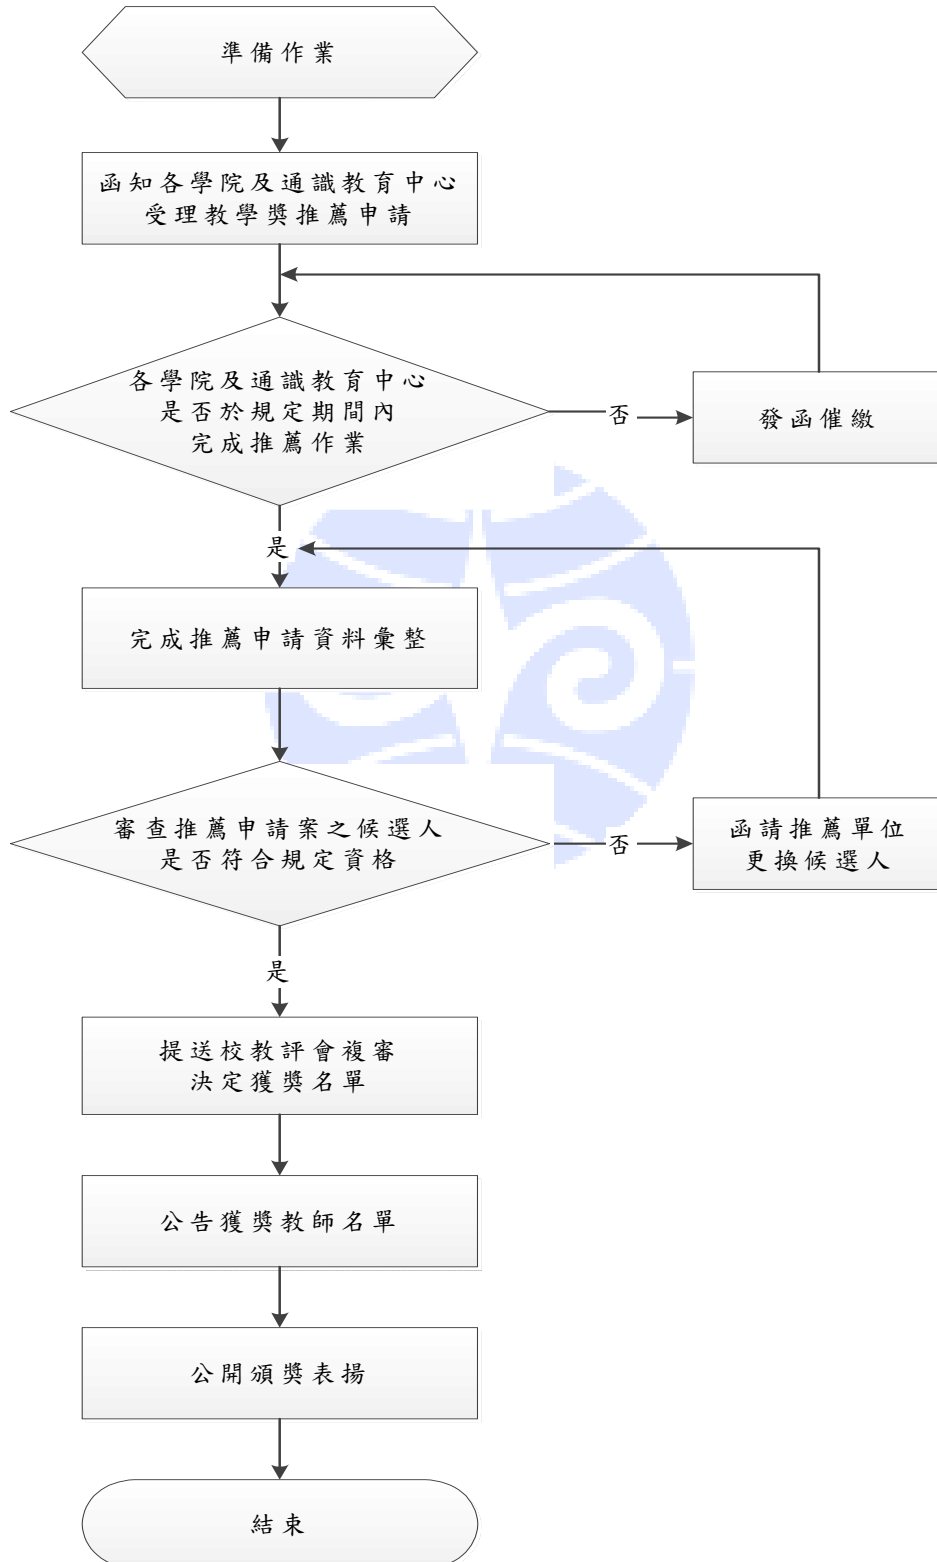 準備作業
函知各學院及通識教育中心
受理教學獎推薦申請
各學院及通識教育中心
是否於規定期間內
完成推薦作業
否
發函催繳
是
完成推薦申請資料彙整
審查推薦申請案之候選人
是否符合規定資格
否
函請推薦單位
更換候選人
是
提送校教評會複審
決定獲獎名單
公告獲獎教師名單
公開頒獎表揚
結束